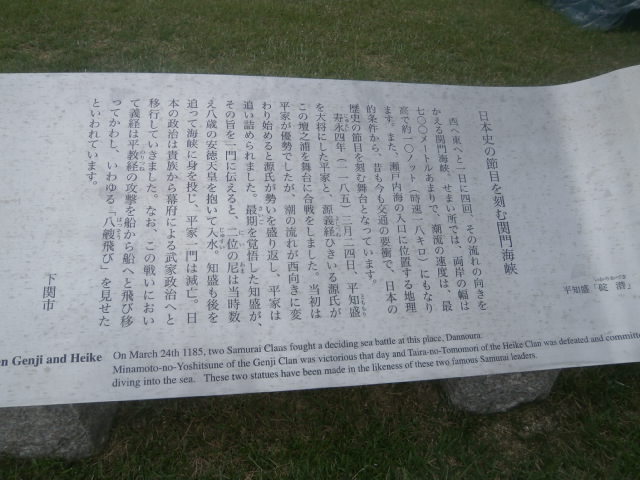 平知盛「碇潜」
いかりかづき
日本史の節目を刻む関門海峡
西へ東へと一日に四回、その流れの向きを
かえる関門海峡。せまい所では、両岸の幅は
七〇〇メートルあまりで、潮流の速度は、最
高で約一〇ノット(時速一八キロ)にもなり
ます。また、瀬戸内海の入口に位置する地理
的条件から、昔も今も交通の要衝で、日本の
歴史の節目を刻む舞台となっています。
寿永四年(一一八五)三月二四日、平知盛
を大将にした平家と、源義経ひきいる源氏が
この壇之浦を舞台に合戦をしました。当初は
平家が優勢でしたが、潮の流れが西向きに変
わり始めると源氏が勢いを盛り返し、平家は
追い詰められました。最期を覚悟した知盛が、
その旨を一門に伝えると、二位の尼は当時数
え八歳の安徳天皇を抱いて入水。知盛も後を
追って海峡に身を投じ、平家一門は滅亡。日
本の政治は貴族から幕府による武家政治へと
移行していきました。なお、この戦いにおい
て義経は平教経の攻撃を船から船へと飛び移
ってかわし、いわゆる「八艘飛び」を見せた
といわれています。
下関市
en Genji and Heike
On March 24th 1185, two Samurai Claus fought a deciding sea battle at this place, Dannoura.
Minamoto-no-Yoshitsune of the Genji Clan was victorious that day and Taira-no-Tomomori of the Heike Clan was defeated and committe
diving into the sea. These two statues have been made in the likeness of these two famous Samurai leaders.